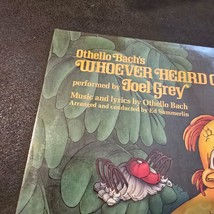 Othello Bach's
WHOEVER HEARD
performed by
Joel Grey
Music and lyrics by Othello Bach
Arranged and conducted by Ed Summerlin